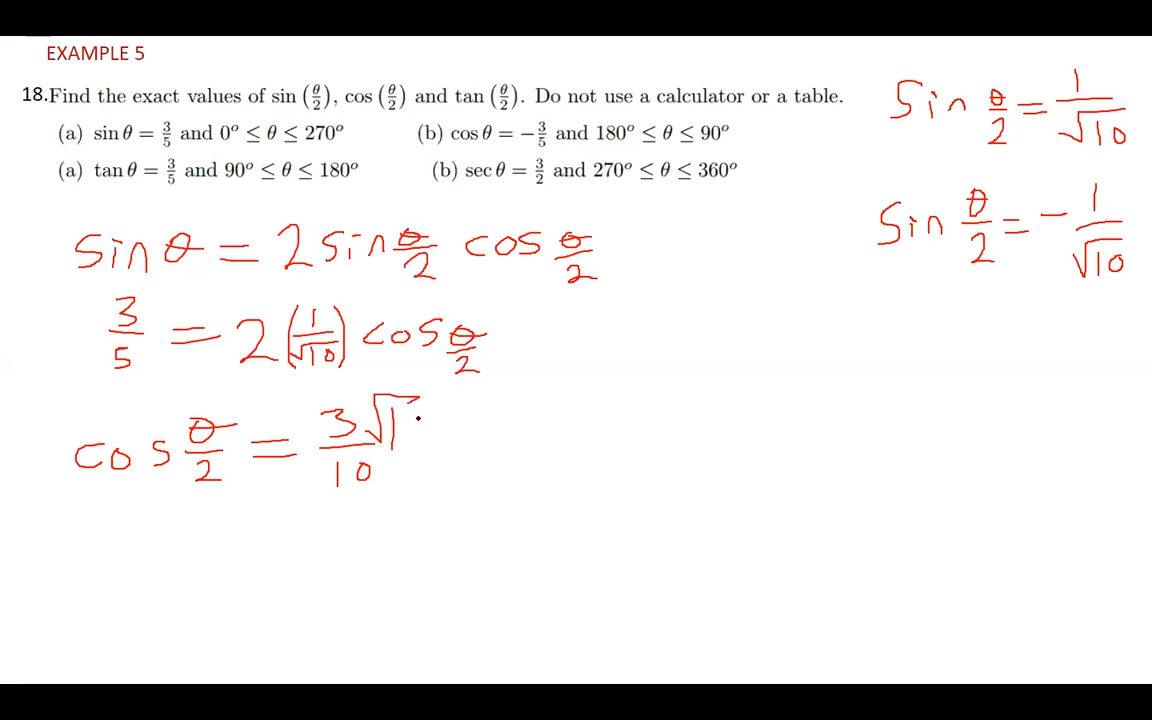 EXAMPLE 5
18.Find the exact values of sin (θ/2), cos (θ/2) and tan (θ/2). Do not use a calculator or a table.
(a) sin θ = 3/5 and 0° ≤ θ ≤ 270° (b) cos θ = −3/5 and 180° ≤ θ ≤ 90°
(a) tan θ = 3/5 and 90° ≤ θ ≤ 180° (b) sec θ = 3/2 and 270° ≤ θ ≤ 360°
Sin θ/2 = 1/√10
Sin θ/2 = − 1/√10
Sin θ = 2 Sin θ/2 cos θ/2
3/5 = 2 (1/√10) cos θ/2
cos θ/2 = 3√1/10